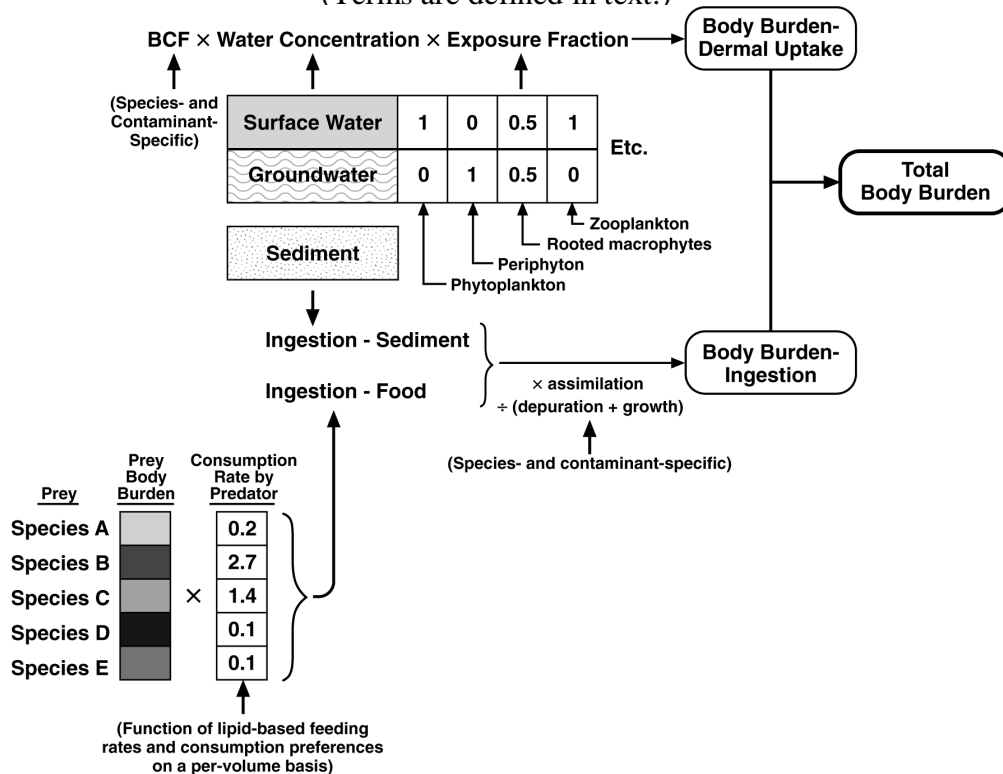 (Terms are defined in text.)
BCF × Water Concentration × Exposure Fraction
Body Burden-
Dermal Uptake
(Species- and
Contaminant-
Specific)
Surface Water 1 0 0.5 1
Groundwater 0 1 0.5 0
Etc.
Total
Body Burden
Zooplankton
Rooted macrophytes
Periphyton
Phytoplankton
Sediment
Ingestion - Sediment
Ingestion - Food
× assimilation
÷ (depuration + growth)
Body Burden-
Ingestion
(Species- and contaminant-specific)
Prey
Prey
Body
Burden
Consumption
Rate by
Predator
Species A 0.2
Species B 2.7
Species C × 1.4
Species D 0.1
Species E 0.1
(Function of lipid-based feeding
rates and consumption preferences
on a per-volume basis)